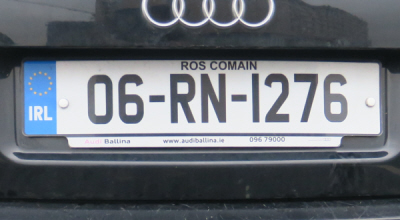 ROS COMAIN
IRL 06-RN-1276
Audi Ballina www.audiballina.ie 096 79000